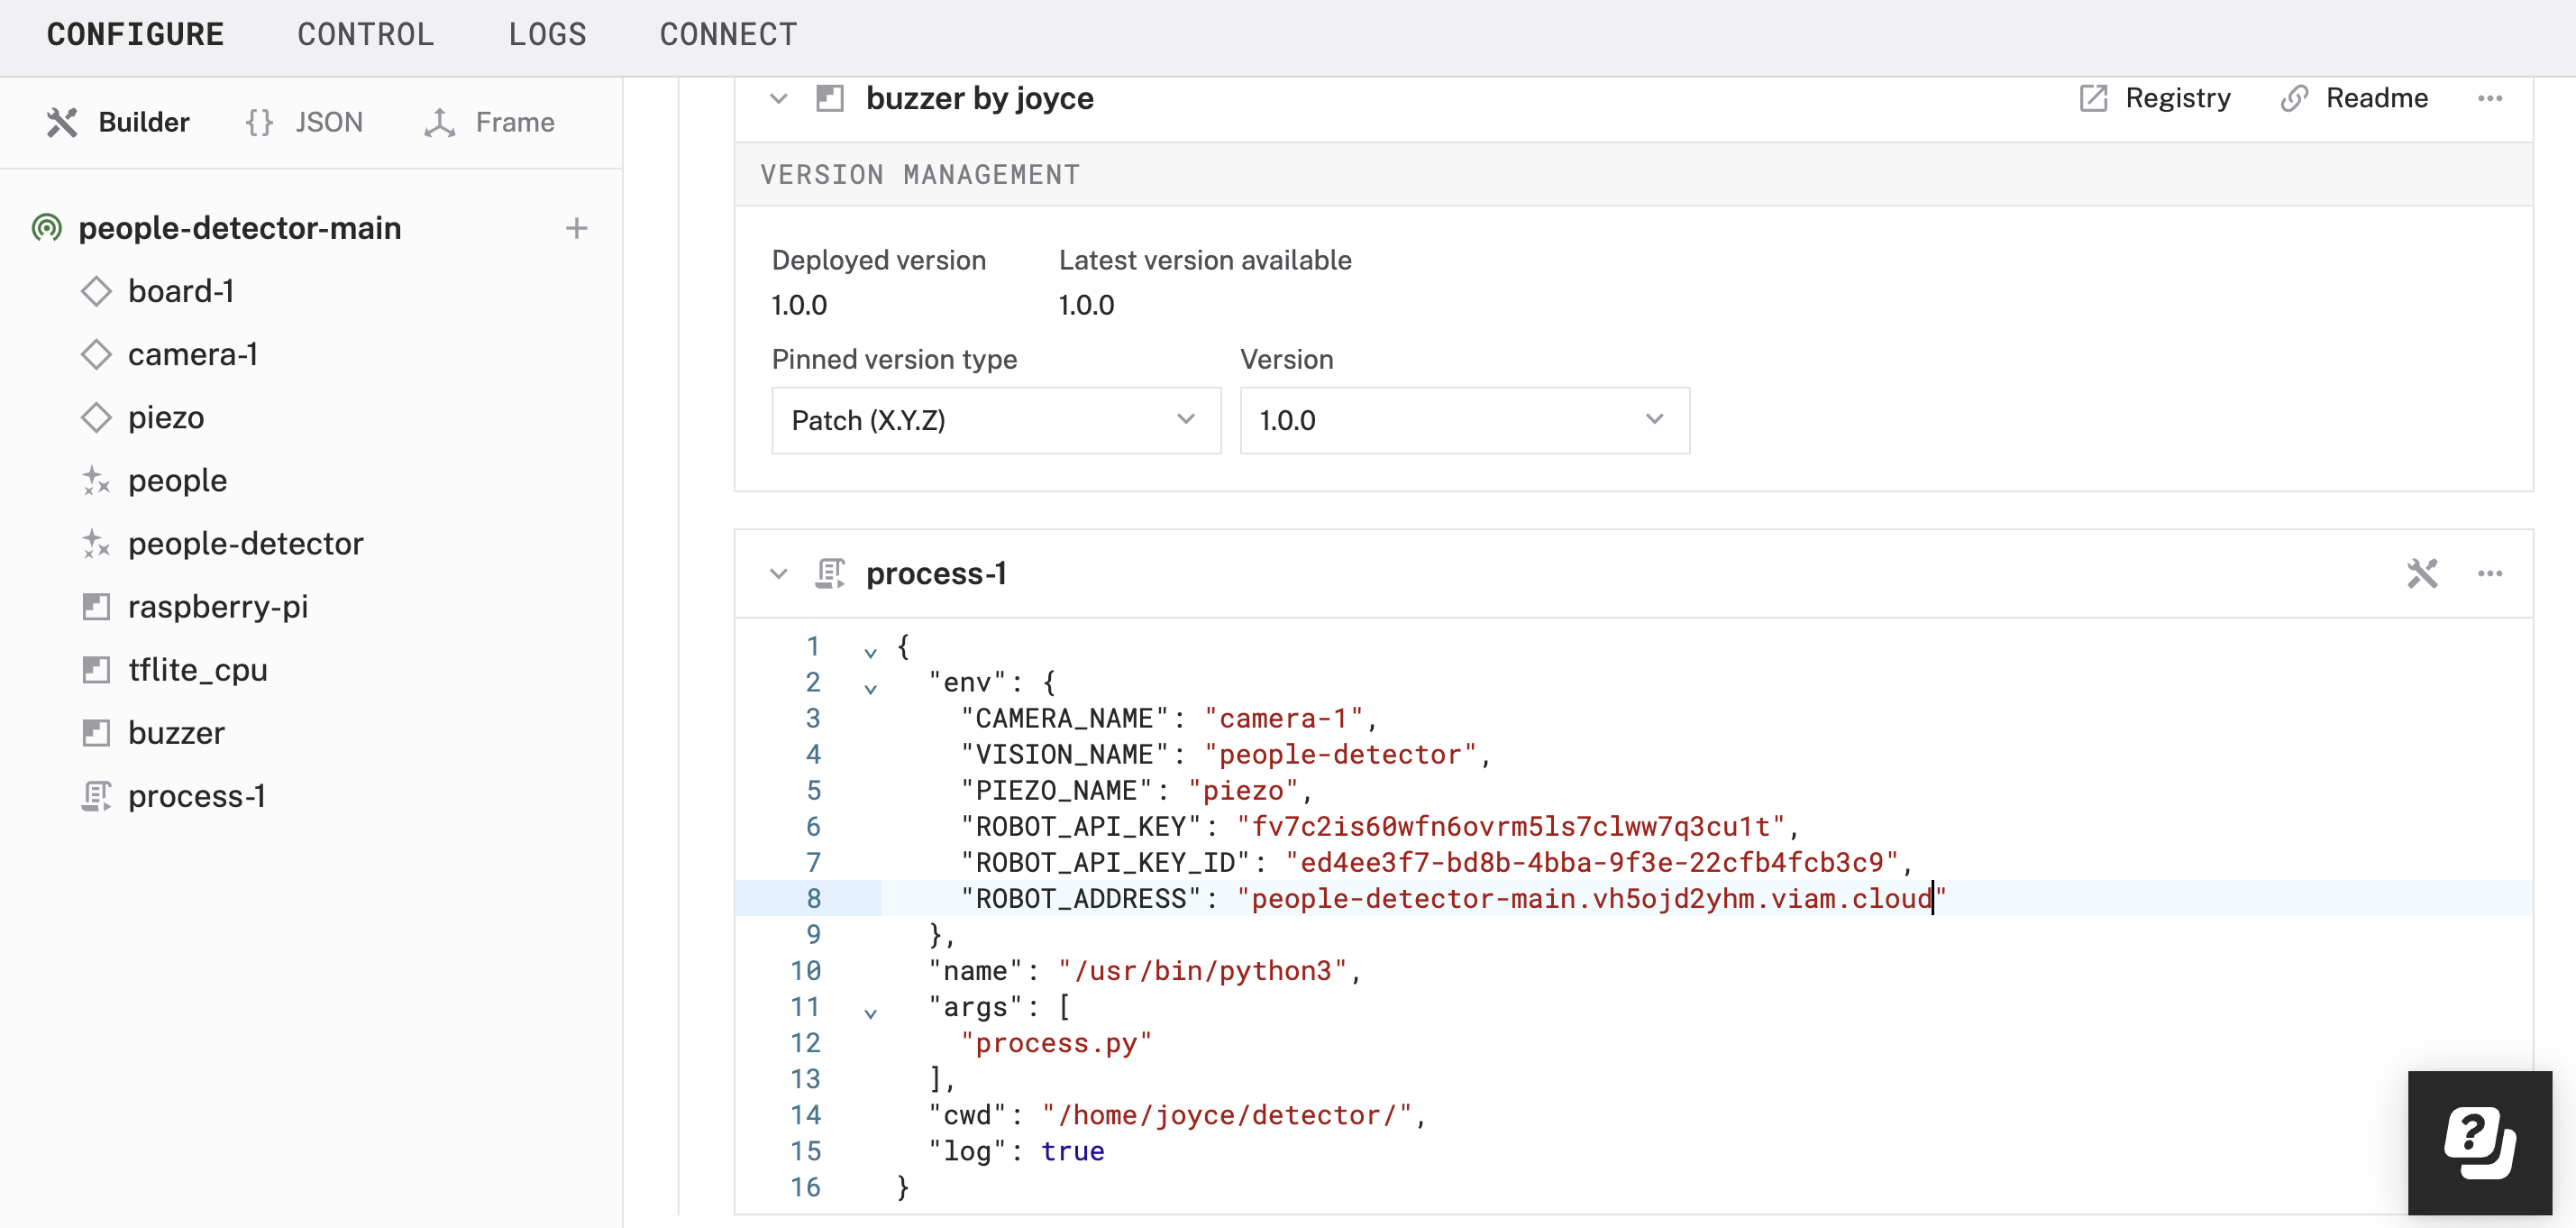 CONFIGURE CONTROL LOGS CONNECT
Builder {} JSON Frame
people-detector-main
board-1
camera-1
piezo
people
people-detector
raspberry-pi
tflite_cpu
buzzer
process-1
buzzer by joyce Registry Readme
VERSION MANAGEMENT
Deployed version Latest version available
1.0.0 1.0.0
Pinned version type Version
Patch (X.Y.Z) 1.0.0
process-1
1 {
2 "env": {
3 "CAMERA_NAME": "camera-1",
4 "VISION_NAME": "people-detector",
5 "PIEZO_NAME": "piezo",
6 "ROBOT_API_KEY": "fv7c2is60wfn6ovrm5ls7clww7q3cu1t",
7 "ROBOT_API_KEY_ID": "ed4ee3f7-bd8b-4bba-9f3e-22cfb4fcb3c9",
8 "ROBOT_ADDRESS": "people-detector-main.vh5ojd2yhm.viam.cloud"
9 },
10 "name": "/usr/bin/python3",
11 "args": [
12 "process.py"
13 ],
14 "cwd": "/home/joyce/detector/",
15 "log": true
16 }
?